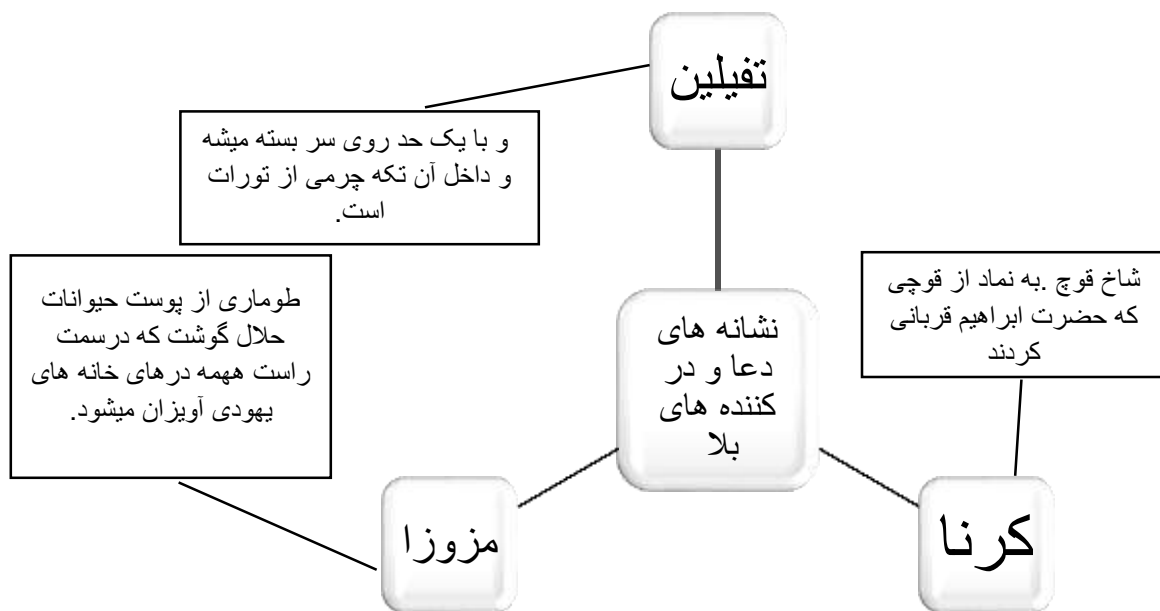 تفیلین
و با یک حد روی سر بسته میشه
و داخل آن تکه چرمی از تورات
است.
شاخ قوچ .به نماد از قوچی
که حضرت ابراهیم قربانی
کردند
طوماری از پوست حیوانات
حلال گوشت که درسمت
راست ههمه درهای خانه های
یهودی آویزان میشود.
نشانه های
دعا و در
کننده های
بلا
مزوزا
کرنا